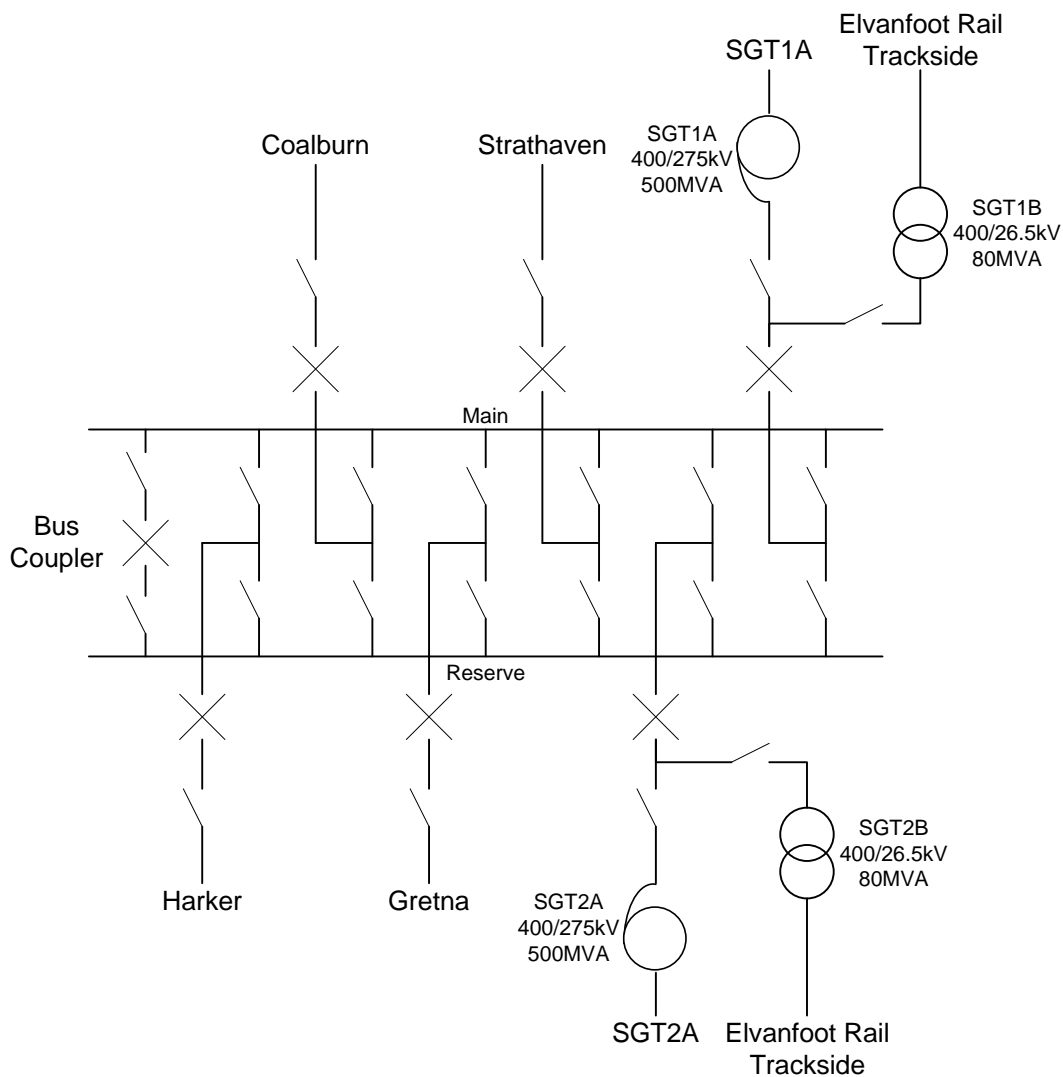 Elvanfoot Rail
Trackside
SGT1A
SGT1A
400/275kV
500MVA
Coalburn
Strathaven
SGT1B
400/26.5kV
80MVA
Main
Bus
Coupler
Reserve
SGT2B
400/26.5kV
80MVA
Harker
Gretna
SGT2A
400/275kV
500MVA
SGT2A
Elvanfoot Rail
Trackside